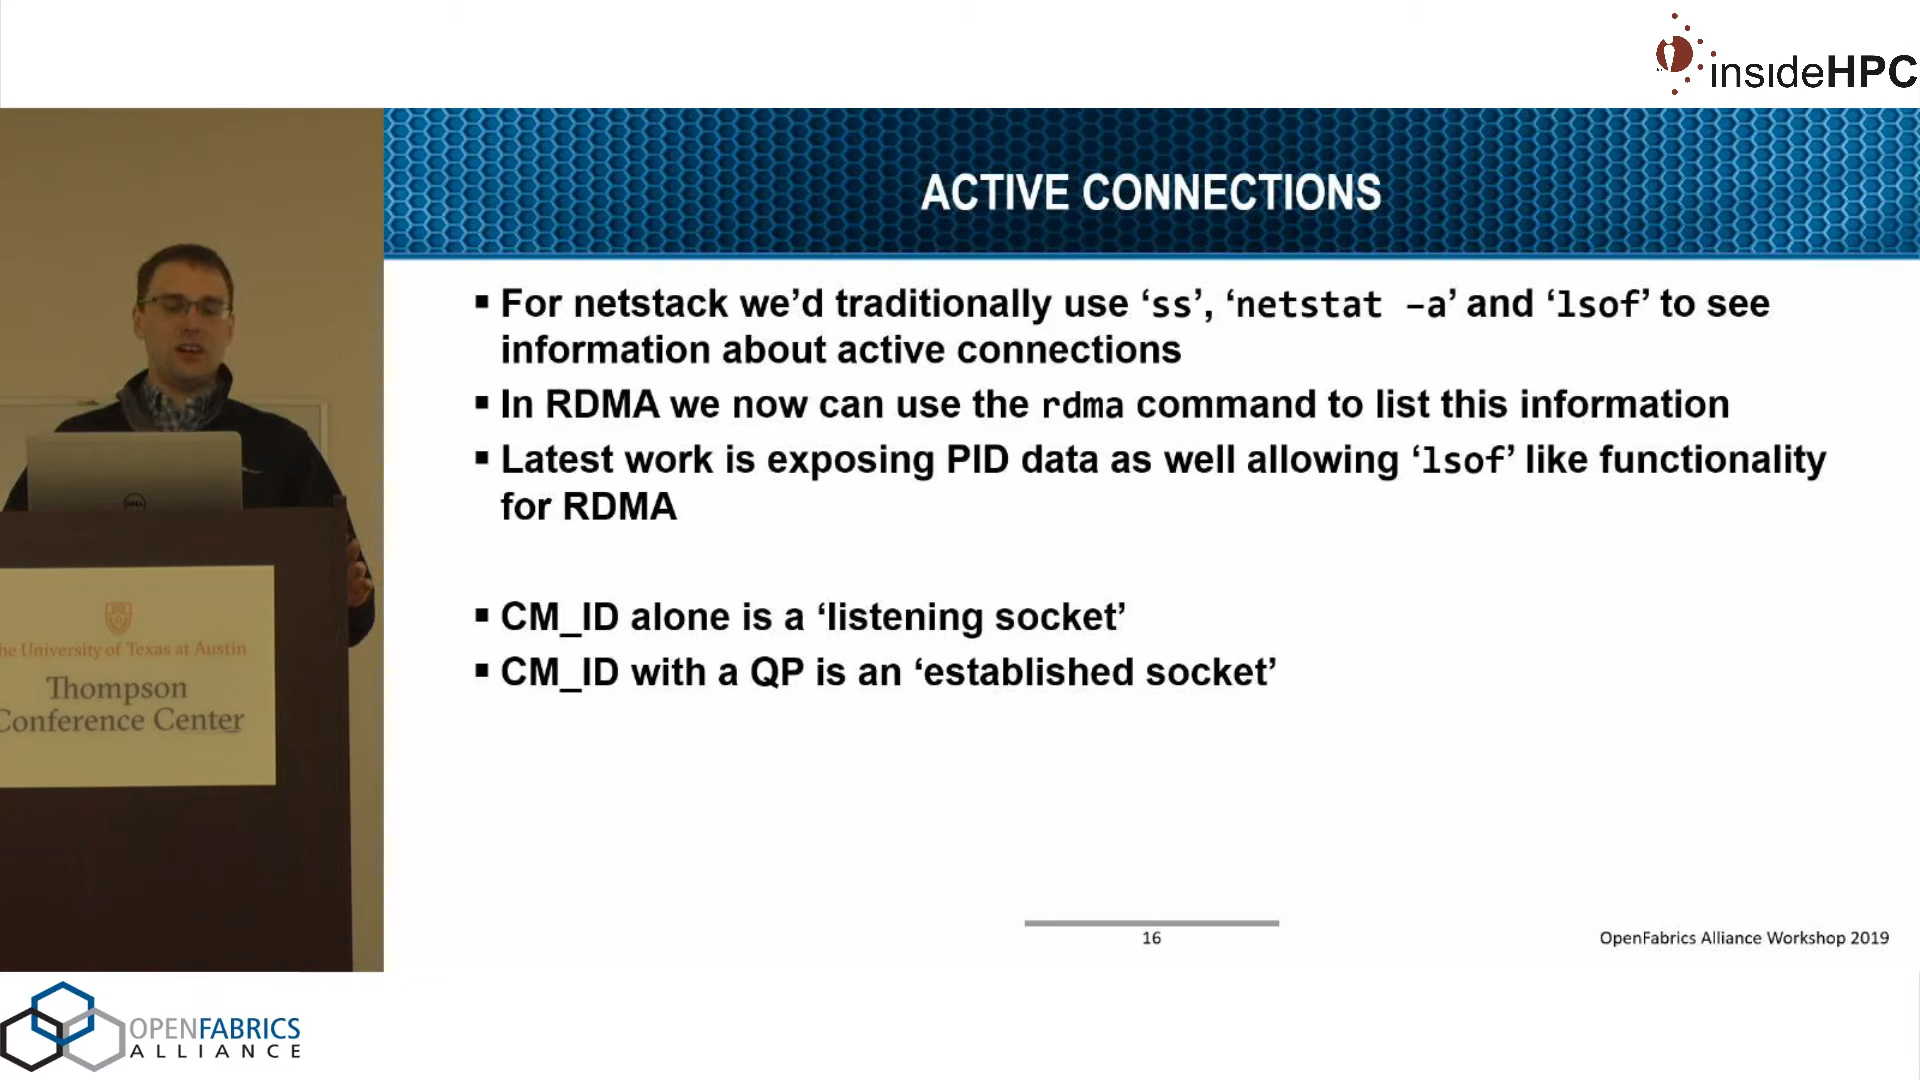 insideHPC
ACTIVE CONNECTIONS
▪ For netstack we’d traditionally use ‘ss’, ‘netstat –a’ and ‘lsof’ to see
information about active connections
▪ In RDMA we now can use the rdma command to list this information
▪ Latest work is exposing PID data as well allowing ‘lsof’ like functionality
for RDMA
▪ CM_ID alone is a ‘listening socket’
▪ CM_ID with a QP is an ‘established socket’
16
OpenFabrics Alliance Workshop 2019
he University of Texas at Austin
Thompson
Conference Center
DELL
OPENFABRICS
ALLIANCE